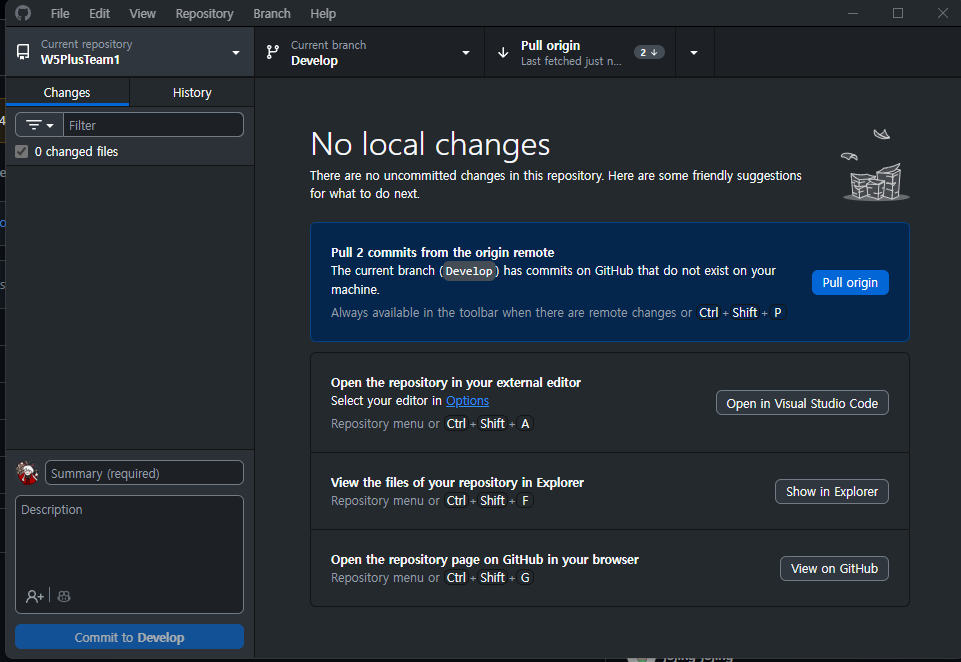 File Edit View Repository Branch Help
Current repository
W5PlusTeam1
Current branch
Develop
Pull origin
Last fetched just n...
2
Changes History
Filter
0 changed files
No local changes
There are no uncommitted changes in this repository. Here are some friendly suggestions
for what to do next.
Pull 2 commits from the origin remote
The current branch (Develop) has commits on GitHub that do not exist on your
machine.
Always available in the toolbar when there are remote changes or Ctrl + Shift + P
Pull origin
Open the repository in your external editor
Select your editor in Options
Repository menu or Ctrl + Shift + A
Open in Visual Studio Code
View the files of your repository in Explorer
Repository menu or Ctrl + Shift + F
Show in Explorer
Open the repository page on GitHub in your browser
Repository menu or Ctrl + Shift + G
View on GitHub
Summary (required)
Description
Commit to Develop